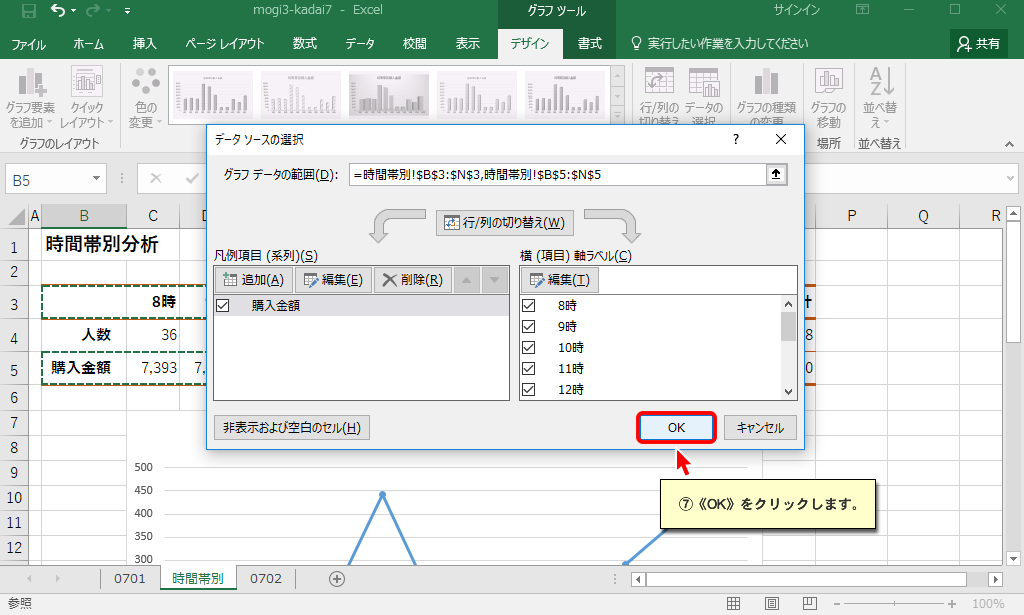 mogi3-kadai7 - Excel
グラフ ツール
サインイン
ファイル
ホーム
挿入
ページ レイアウト
数式
データ
校閲
表示
デザイン
書式
実行したい作業を入力してください
共有
グラフ要素
を追加
クイック
レイアウト
色の
変更
行/列の
切り替え
データの
選択
グラフの種類
の変更
グラフの
移動
並べ替
え
グラフのレイアウト
場所
並べ替え
データ ソースの選択
?
グラフ データの範囲(D):
=時間帯別!$B$3:$N$3,時間帯別!$B$5:$N$5
行/列の切り替え(W)
凡例項目 (系列)(S)
横 (項目) 軸ラベル(C)
追加(A)
編集(E)
削除(R)
編集(T)
購入金額
8時
9時
10時
11時
12時
非表示および空白のセル(H)
OK
キャンセル
⑦《OK》をクリックします。
B5
A
B
C
P
Q
R
1
時間帯別分析
2
3
8時
計
4
人数
36
8
5
購入金額
7,393
7,
0
6
7
8
9
10
11
12
500
450
400
350
300
0701
時間帯別
0702
参照
100%